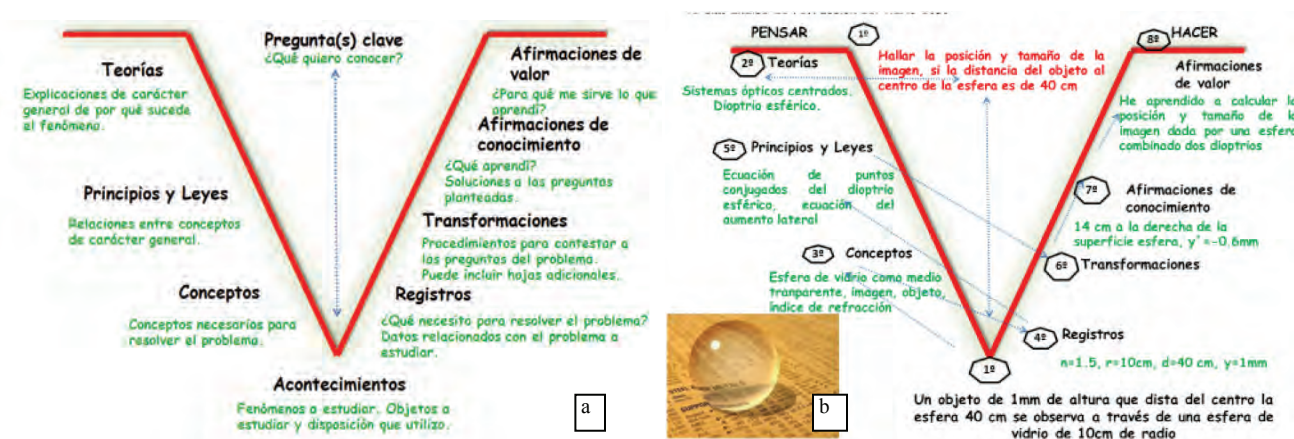 Pregunta(s) clave
¿Qué quiero conocer?
Teorías
Explicaciones de carácter
general de por qué sucede
el fenómeno.
Principios y Leyes
Relaciones entre conceptos
de carácter general.
Conceptos
Conceptos necesarios para
resolver el problema.
Afirmaciones de
valor
¿Para qué me sirve lo que
aprendí?
Afirmaciones de
conocimiento
¿Qué aprendí?
Soluciones a las preguntas
planteadas.
Transformaciones
Procedimientos para contestar a
las preguntas del problema.
Puede incluir hojas adicionales.
Registros
¿Qué necesito para resolver el problema?
Datos relacionados con el problema a
estudiar.
Acontecimientos
Fenómenos a estudiar. Objetos a
estudiar y disposición que utilizo.
a
PENSAR
1º
Hallar la posición y tamaño de la
imagen, si la distancia del objeto al
centro de la esfera es de 40 cm
8º HACER
2º Teorías
Sistemas ópticos centrados.
Dioptrio esférico.
5º Principios y Leyes
Ecuación de puntos
conjugados del dioptrio
esférico, ecuación del
aumento lateral
3º Conceptos
Esfera de vidrio como medio
tranparente, imagen, objeto,
índice de refracción
Afirmaciones
de valor
He aprendido a calcular la
posición y tamaño de la
imagen dada por una esfera
combinado dos dioptrios
7º Afirmaciones de
conocimiento
14 cm a la derecha de la
superficie esfera, y'=-0,6mm
6º Transformaciones
4º Registros
n=1.5, r=10cm, d=40 cm, y=1mm
1º
Un objeto de 1mm de altura que dista del centro la
esfera 40 cm se observa a través de una esfera de
vidrio de 10cm de radio
b